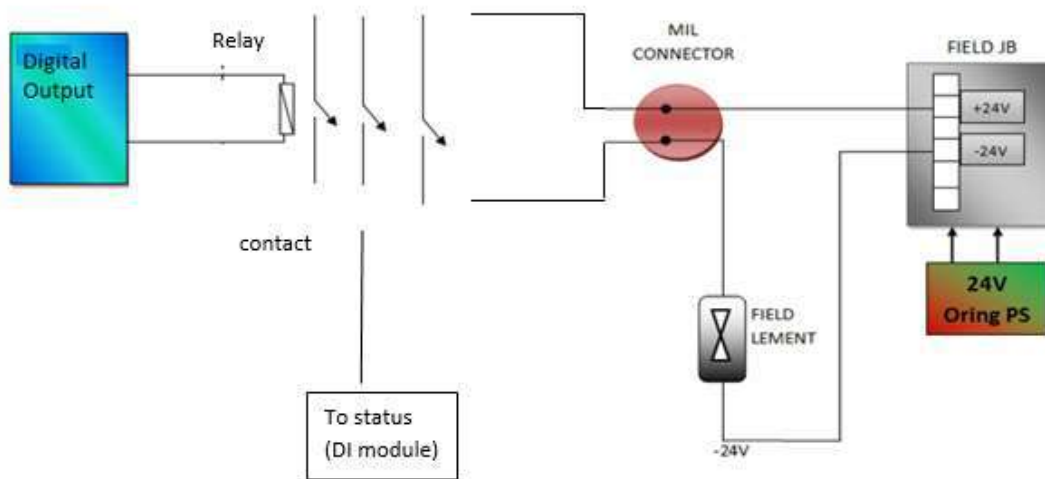 Digital
Output
Relay
contact
To status
(DI module)
MIL
CONNECTOR
FIELD JB
+24V
-24V
24V
Oring PS
FIELD
LEMENT
-24V